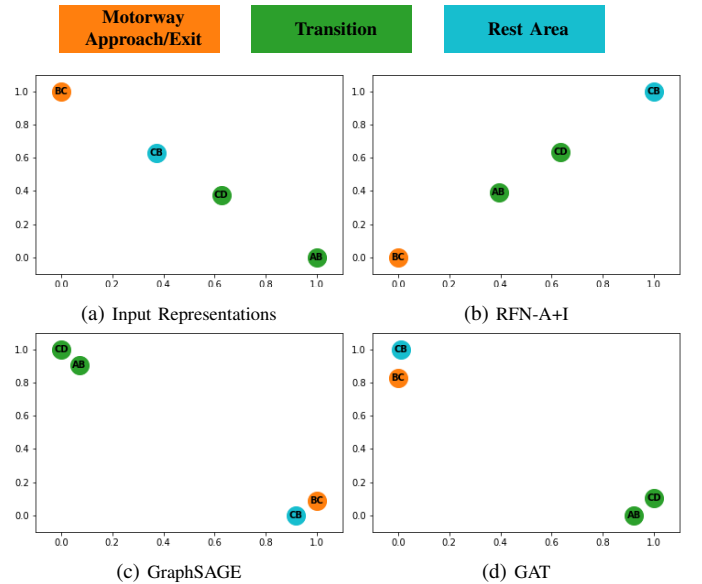 Motorway
Approach/Exit
Transition
Rest Area
1.0
0.8
0.6
0.4
0.2
0.0
0.0 0.2 0.4 0.6 0.8 1.0
BC
CB
CD
AB
(a) Input Representations
1.0
0.8
0.6
0.4
0.2
0.0
0.0 0.2 0.4 0.6 0.8 1.0
CB
CD
AB
BC
(b) RFN-A+I
1.0
0.8
0.6
0.4
0.2
0.0
0.0 0.2 0.4 0.6 0.8 1.0
CD
AB
BC
CB
(c) GraphSAGE
1.0
0.8
0.6
0.4
0.2
0.0
0.0 0.2 0.4 0.6 0.8 1.0
CB
BC
CD
AB
(d) GAT